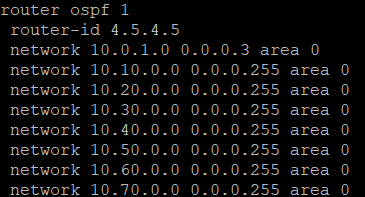 router ospf 1
 router-id 4.5.4.5
 network 10.0.1.0 0.0.0.3 area 0
 network 10.10.0.0 0.0.0.255 area 0
 network 10.20.0.0 0.0.0.255 area 0
 network 10.30.0.0 0.0.0.255 area 0
 network 10.40.0.0 0.0.0.255 area 0
 network 10.50.0.0 0.0.0.255 area 0
 network 10.60.0.0 0.0.0.255 area 0
 network 10.70.0.0 0.0.0.255 area 0